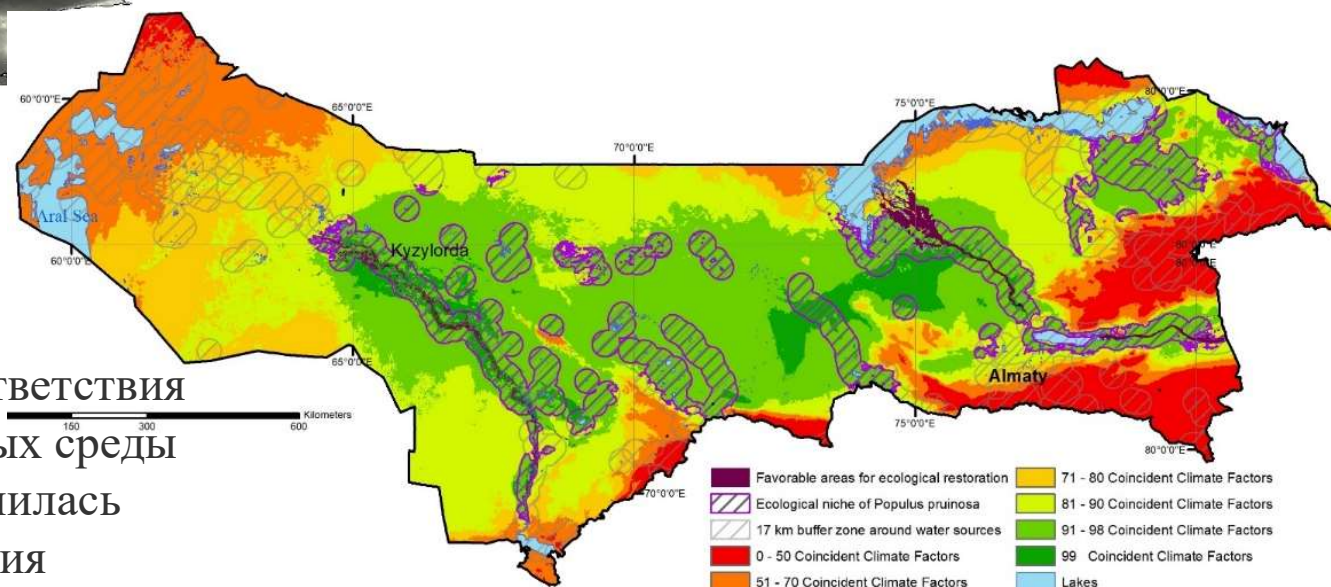 80°0'0"E
60°0'0"E
65°0'0"E
75°0'0"E
70°0'0"E
Aral Sea
Kyzylorda
60°0'0"E
80°0'0"E
65°0'0"E
тветствия
Kilometers
150 300 600
Almaty
ых среды
75°0'0"E
80°0'0"E
70°0'0"E
Favorable areas for ecological restoration
Ecological niche of Populus pruinosa
17 km buffer zone around water sources
0 - 50 Coincident Climate Factors
51 - 70 Coincident Climate Factors
71 - 80 Coincident Climate Factors
81 - 90 Coincident Climate Factors
91 - 98 Coincident Climate Factors
99 Coincident Climate Factors
Lakes
илась
ия